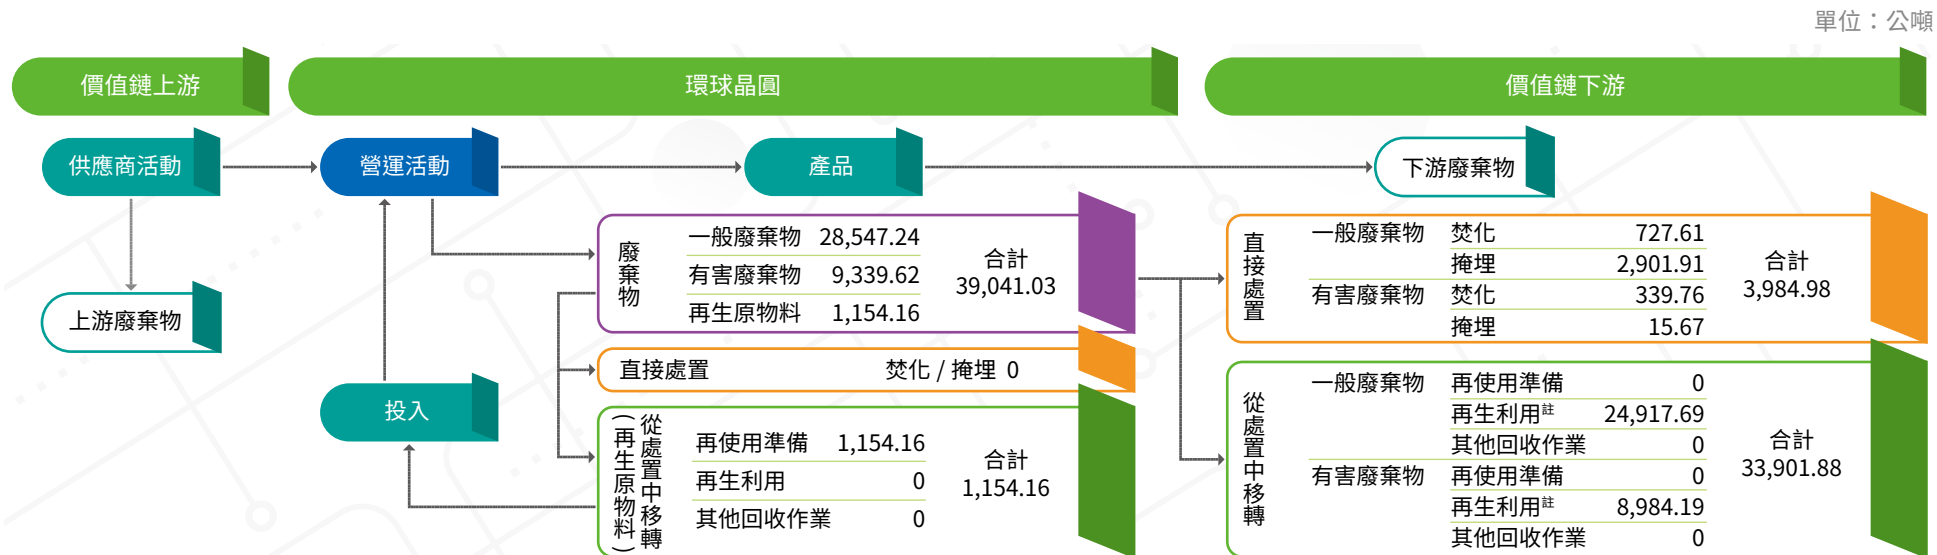 單位：公噸
價值鏈上游
環球晶圓
價值鏈下游
供應商活動
營運活動
產品
下游廢棄物
上游廢棄物
投入
廢棄物
一般廢棄物 28,547.24
有害廢棄物 9,339.62
再生原物料 1,154.16
合計
39,041.03
直接處置 焚化 / 掩埋 0
從處置中移轉
(再生原物料)
再使用準備 1,154.16
再生利用 0
其他回收作業 0
合計
1,154.16
直接處置
一般廢棄物 焚化 727.61
掩埋 2,901.91
有害廢棄物 焚化 339.76
掩埋 15.67
合計
3,984.98
從處置中移轉
一般廢棄物 再使用準備 0
再生利用註 24,917.69
其他回收作業 0
有害廢棄物 再使用準備 0
再生利用註 8,984.19
其他回收作業 0
合計
33,901.88